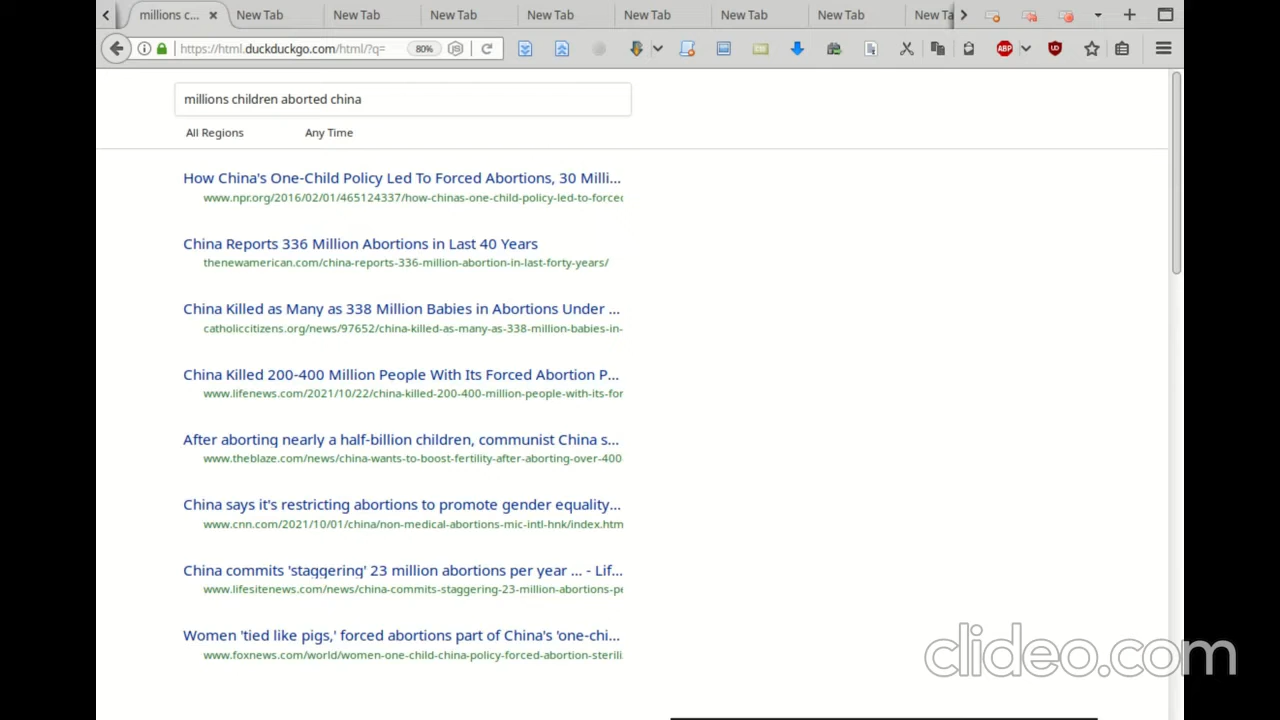 millions c...
New Tab
New Tab
New Tab
New Tab
New Tab
New Tab
New Tab
New Ta
https://html.duckduckgo.com/html/?q=
80%
ABP
millions children aborted china
All Regions
Any Time
How China's One-Child Policy Led To Forced Abortions, 30 Milli...
www.npr.org/2016/02/01/465124337/how-chinas-one-child-policy-led-to-forced
China Reports 336 Million Abortions in Last 40 Years
thenewamerican.com/china-reports-336-million-abortion-in-last-forty-years/
China Killed as Many as 338 Million Babies in Abortions Under ...
catholiccitizens.org/news/97652/china-killed-as-many-as-338-million-babies-in-
China Killed 200-400 Million People With Its Forced Abortion P...
www.lifenews.com/2021/10/22/china-killed-200-400-million-people-with-its-for
After aborting nearly a half-billion children, communist China s...
www.theblaze.com/news/china-wants-to-boost-fertility-after-aborting-over-400
China says it's restricting abortions to promote gender equality...
www.cnn.com/2021/10/01/china/non-medical-abortions-mic-intl-hnk/index.htm
China commits 'staggering' 23 million abortions per year ... - Lif...
www.lifesitenews.com/news/china-commits-staggering-23-million-abortions-pe
Women 'tied like pigs,' forced abortions part of China's 'one-chi...
www.foxnews.com/world/women-one-child-china-policy-forced-abortion-sterili
clideo.com